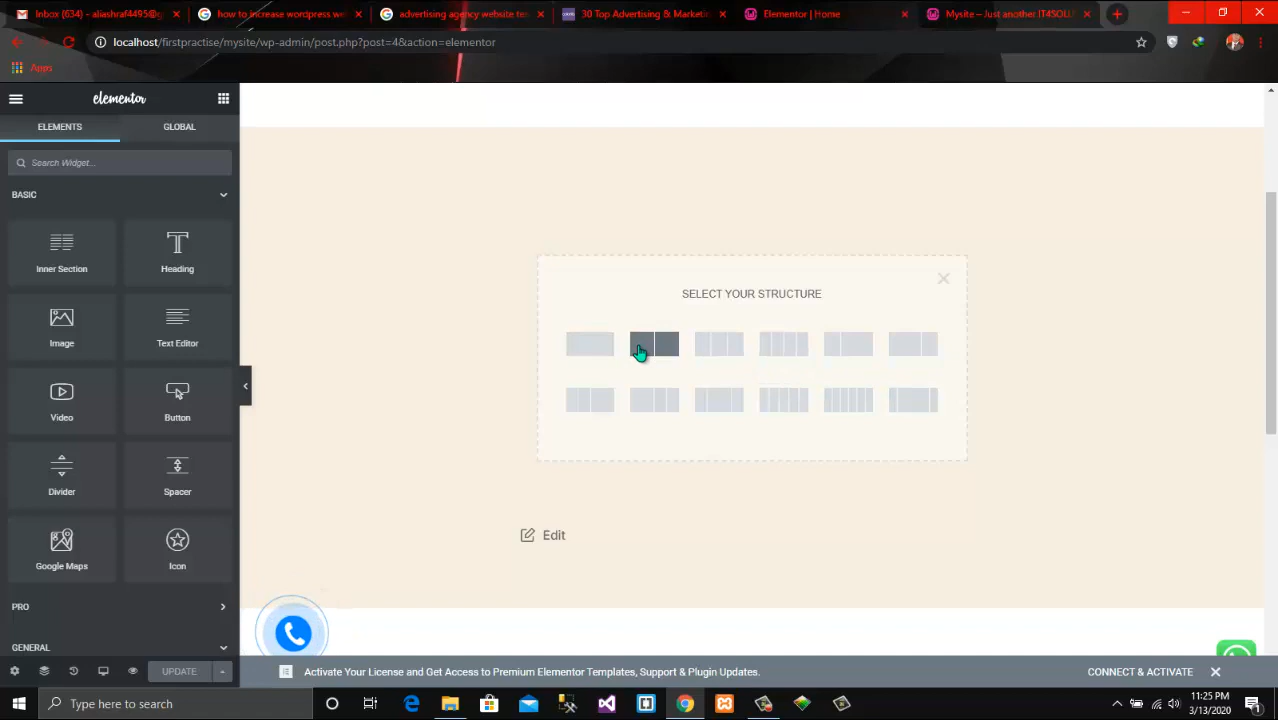 Inbox (634) - aliashraf4495@g
how to increase wordpress we
advertising agency website te
30 Top Advertising & Marketin
Elementor | Home
Mysite – Just another IT4SOLU
localhost/firstpractise/mysite/wp-admin/post.php?post=4&action=elementor
Apps
elementor
ELEMENTS
GLOBAL
Search Widget...
BASIC
Inner Section
Heading
Image
Text Editor
Video
Button
Divider
Spacer
Google Maps
Icon
PRO
GENERAL
UPDATE
SELECT YOUR STRUCTURE
Edit
Activate Your License and Get Access to Premium Elementor Templates, Support & Plugin Updates.
CONNECT & ACTIVATE
Type here to search
11:25 PM
3/13/2020